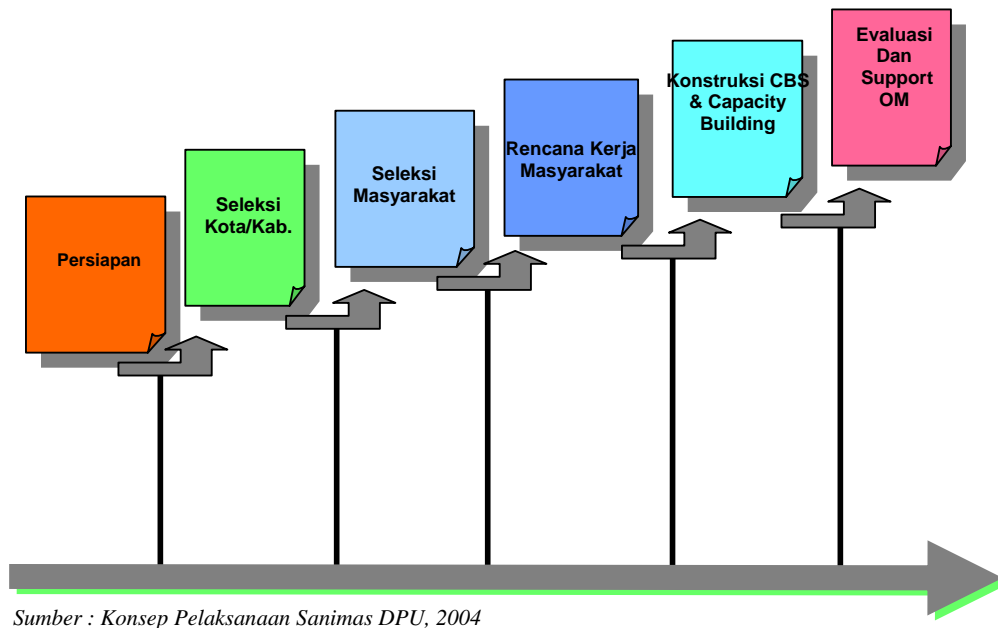 Persiapan
Seleksi
Kota/Kab.
Seleksi
Masyarakat
Rencana Kerja
Masyarakat
Konstruksi CBS
& Capacity
Building
Evaluasi
Dan
Support
OM
Sumber : Konsep Pelaksanaan Sanimas DPU, 2004